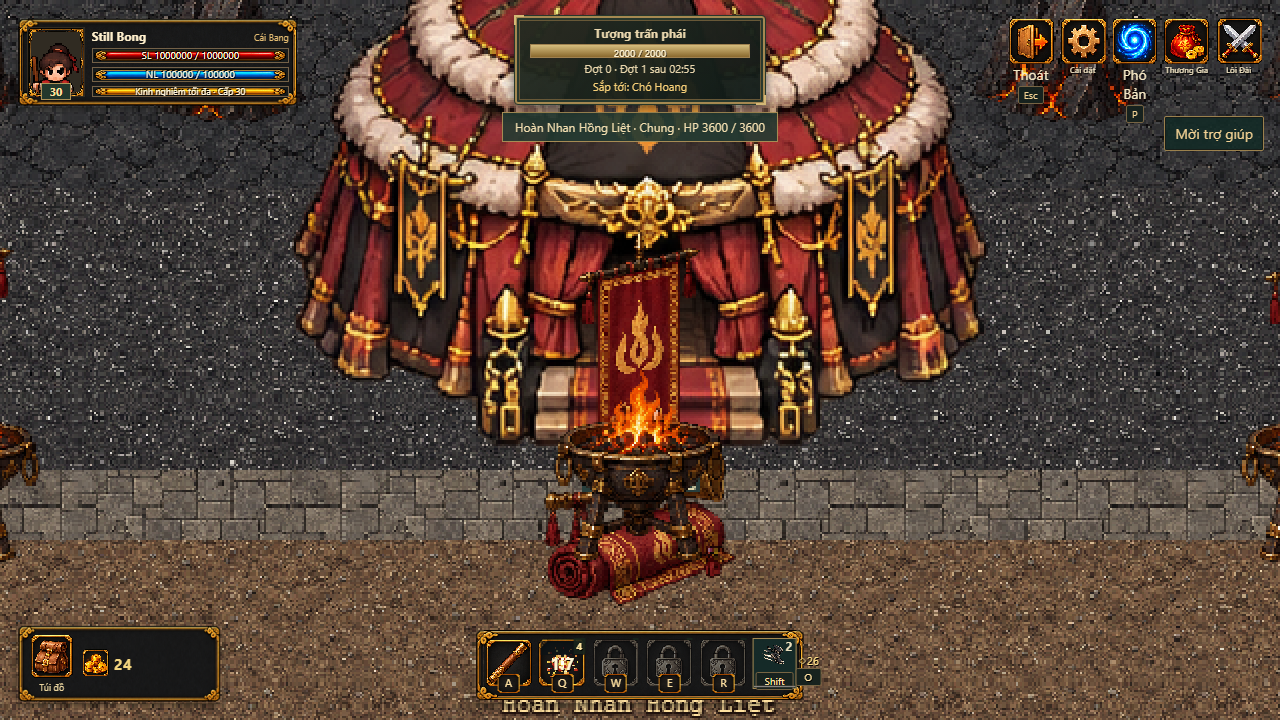 Still Bong
Cái Bang
SL 1000000 / 1000000
NL 100000 / 100000
Kinh nghiệm tối đa · Cấp 30
30
Tượng trấn phái
2000 / 2000
Đợt 0 · Đợt 1 sau 02:55
Sắp tới: Chó Hoang
Hoàn Nhan Hồng Liệt · Chung · HP 3600 / 3600
Thoát
Esc
Cài đặt
Phó Bản
P
Thương Gia
Lôi Đài
Mời trợ giúp
24
Túi đồ
A
4
117
Q
W
E
R
2
Shift
26
O
Hoàn Nhan Hồng Liệt